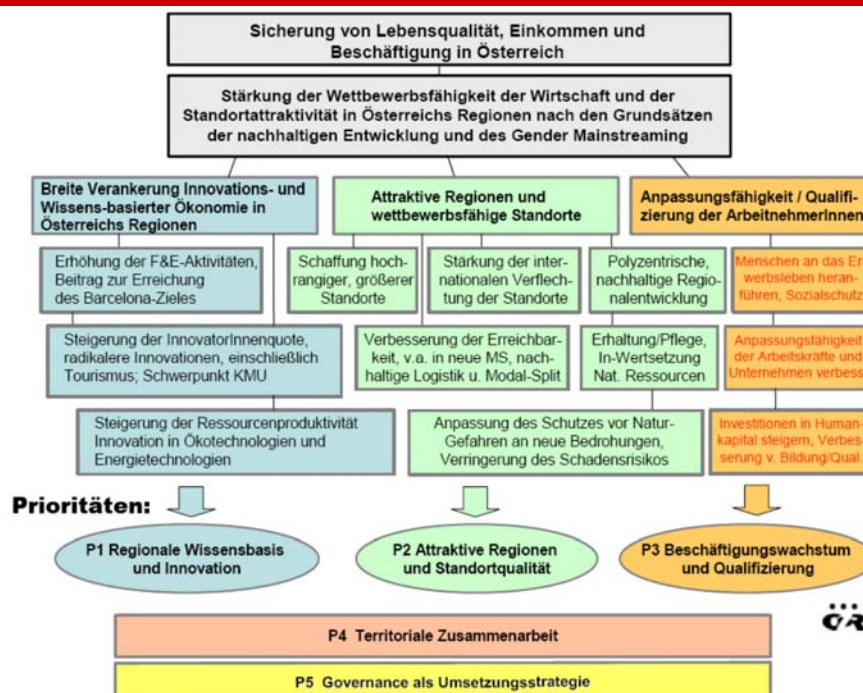 Sicherung von Lebensqualität, Einkommen und
Beschäftigung in Österreich
Stärkung der Wettbewerbsfähigkeit der Wirtschaft und der
Standortattraktivität in Österreichs Regionen nach den Grundsätzen
der nachhaltigen Entwicklung und des Gender Mainstreaming
Breite Verankerung Innovations- und
Wissens-basierter Ökonomie in
Österreichs Regionen
Attraktive Regionen und
wettbewerbsfähige Standorte
Anpassungsfähigkeit / Qualifi-
zierung der ArbeitnehmerInnen
Erhöhung der F&E-Aktivitäten,
Beitrag zur Erreichung
des Barcelona-Zieles
Schaffung hoch-
rangiger, größerer
Standorte
Stärkung der inter-
nationalen Verflech-
tung der Standorte
Polyzentrische,
nachhaltige Regio-
nalentwicklung
Menschen an das Er-
werbsleben heran-
führen, Sozialschutz
Steigerung der InnovatorInnenquote,
radikalere Innovationen, einschließlich
Tourismus; Schwerpunkt KMU
Verbesserung der Erreichbar-
keit, v.a. in neue MS, nach-
haltige Logistik u. Modal-Split
Erhaltung/Pflege,
In-Wertsetzung
Nat. Ressourcen
Anpassungsfähigkeit
der Arbeitskräfte und
Unternehmen verbess
Steigerung der Ressourcenproduktivität
Innovation in Ökotechnologien und
Energietechnologien
Anpassung des Schutzes vor Natur-
Gefahren an neue Bedrohungen,
Verringerung des Schadensrisikos
Investitionen in Human-
kapital steigern, Verbes-
serung v. Bildung/Qual.
Prioritäten:
P1 Regionale Wissensbasis
und Innovation
P2 Attraktive Regionen
und Standortqualität
P3 Beschäftigungswachstum
und Qualifizierung
P4 Territoriale Zusammenarbeit
P5 Governance als Umsetzungsstrategie